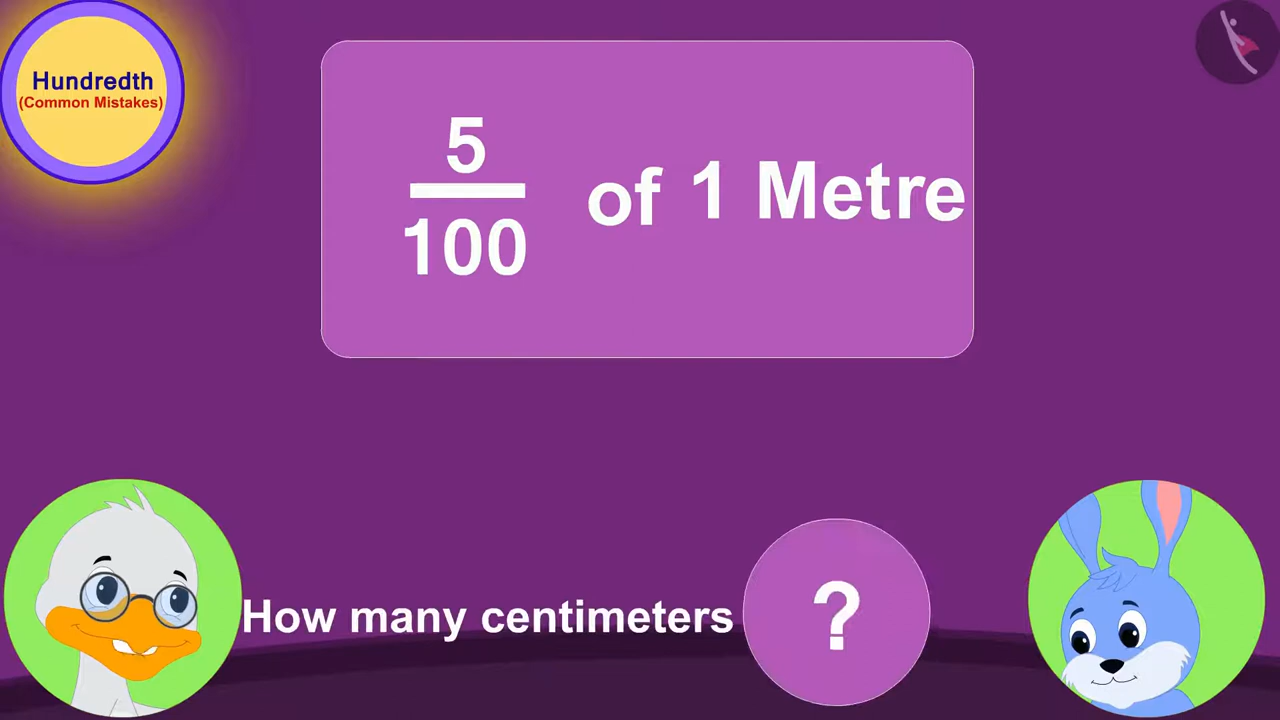 Hundredth
(Common Mistakes)
5
100
of 1 Metre
How many centimeters
?